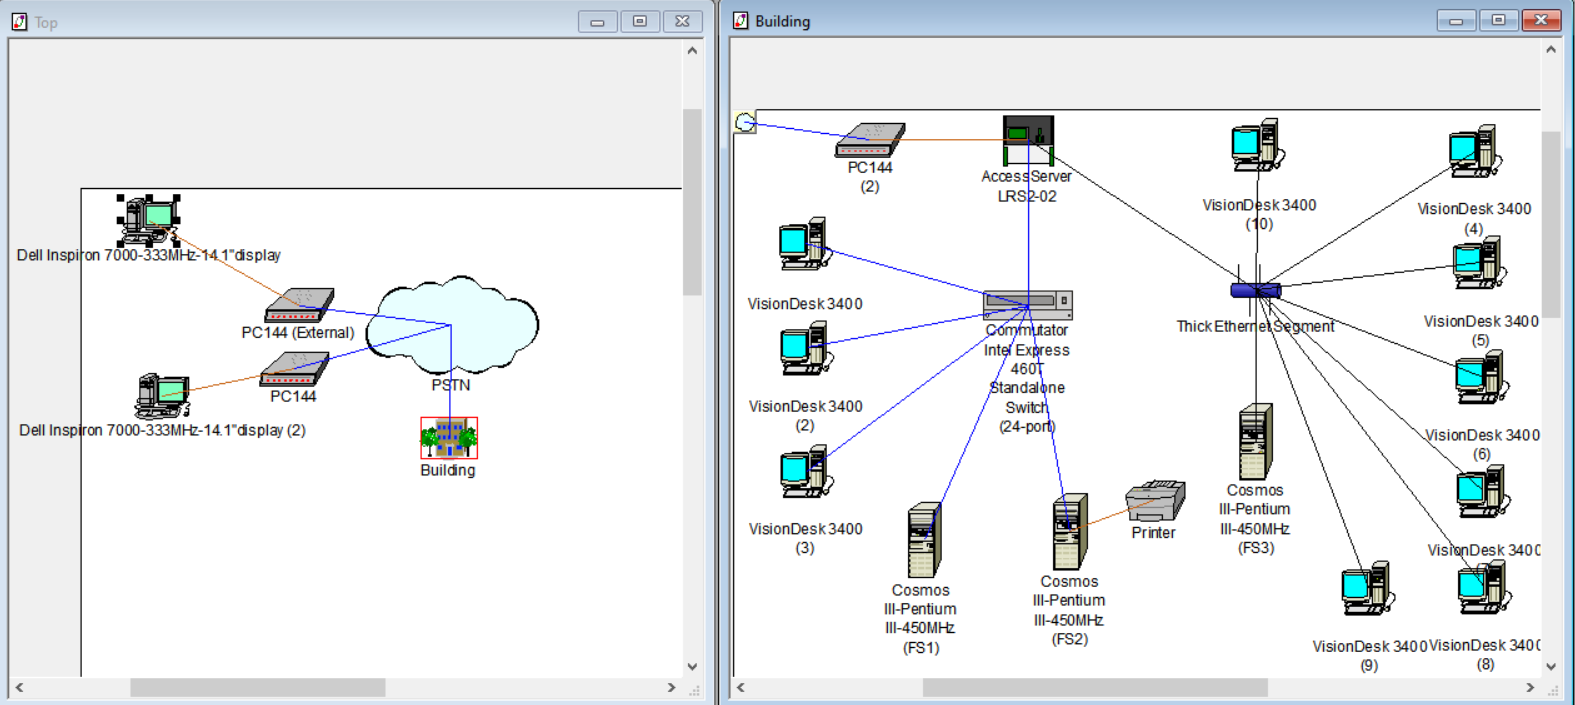 Top
Dell Inspiron 7000-333MHz-14.1"display
PC144 (External)
PC144
PSTN
Dell Inspiron 7000-333MHz-14.1"display (2)
Building
Building
PC144
(2)
AccessServer
LRS2-02
VisionDesk 3400
(10)
VisionDesk 3400
(4)
VisionDesk 3400
Commutator
Intel Express
460T
Standalone
Switch
(24-port)
Thick Ethernet Segment
VisionDesk 3400
(5)
VisionDesk 3400
(2)
VisionDesk 3400
(6)
VisionDesk 3400
(3)
Cosmos
III-Pentium
III-450MHz
(FS1)
Cosmos
III-Pentium
III-450MHz
(FS2)
Printer
Cosmos
III-Pentium
III-450MHz
(FS3)
VisionDesk 3400
VisionDesk 3400
(9)
VisionDesk 3400
(8)